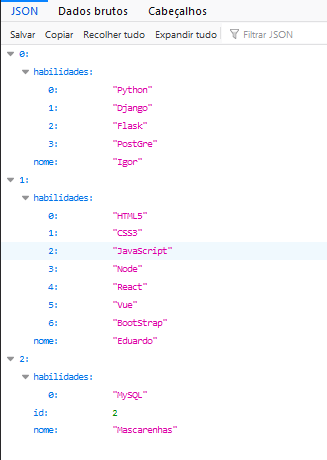 JSON Dados brutos Cabeçalhos
Salvar Copiar Recolher tudo Expandir tudo Filtrar JSON
0:
habilidades:
0: "Python"
1: "Django"
2: "Flask"
3: "PostGre"
nome: "Igor"
1:
habilidades:
0: "HTML5"
1: "CSS3"
2: "JavaScript"
3: "Node"
4: "React"
5: "Vue"
6: "BootStrap"
nome: "Eduardo"
2:
habilidades:
0: "MySQL"
id: 2
nome: "Mascarenhas"